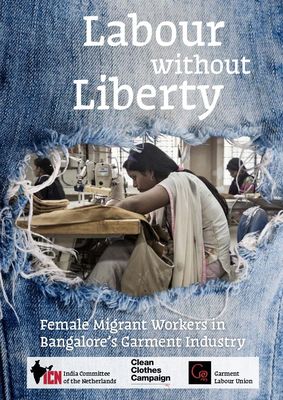 Labour
without
Liberty
Female Migrant Workers in
Bangalore's Garment Industry
ICN India Committee
of the Netherlands
Clean
Clothes
Campaign
Garment
Labour Union